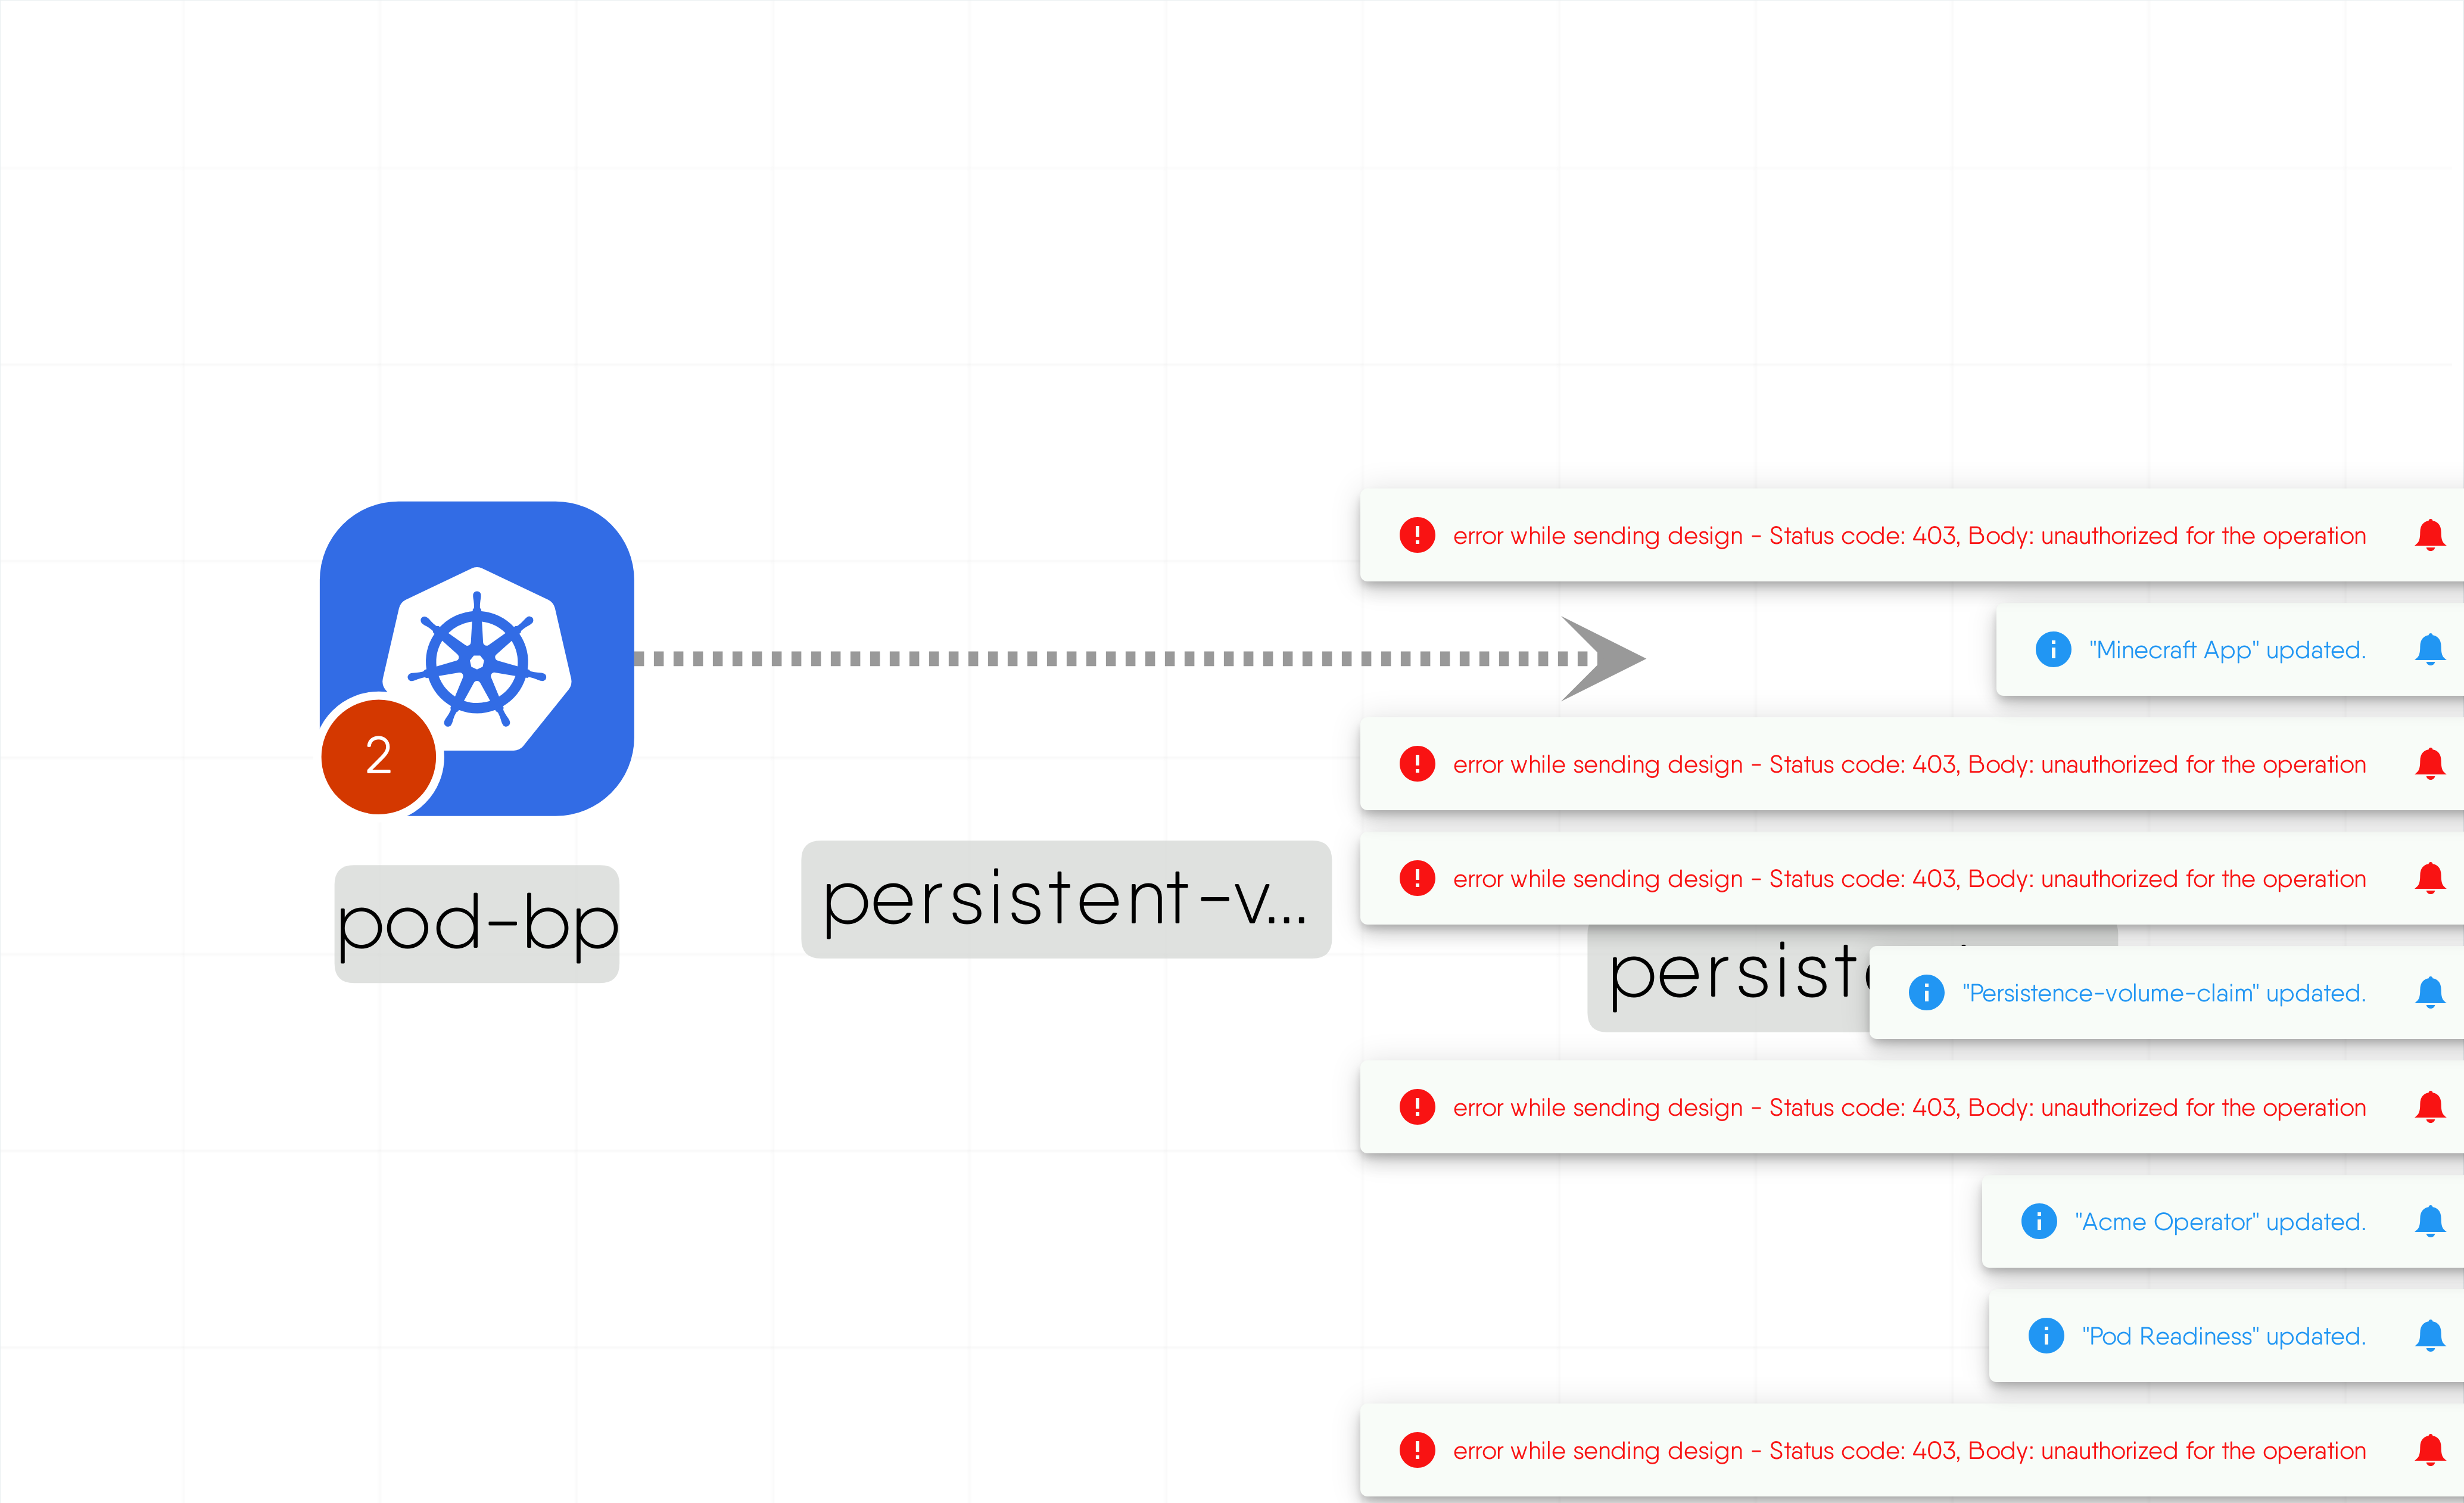 error while sending design - Status code: 403, Body: unauthorized for the operation
"Minecraft App" updated.
2
error while sending design - Status code: 403, Body: unauthorized for the operation
error while sending design - Status code: 403, Body: unauthorized for the operation
pod-bp
persistent-v...
"Persistence-volume-claim" updated.
error while sending design - Status code: 403, Body: unauthorized for the operation
"Acme Operator" updated.
"Pod Readiness" updated.
error while sending design - Status code: 403, Body: unauthorized for the operation